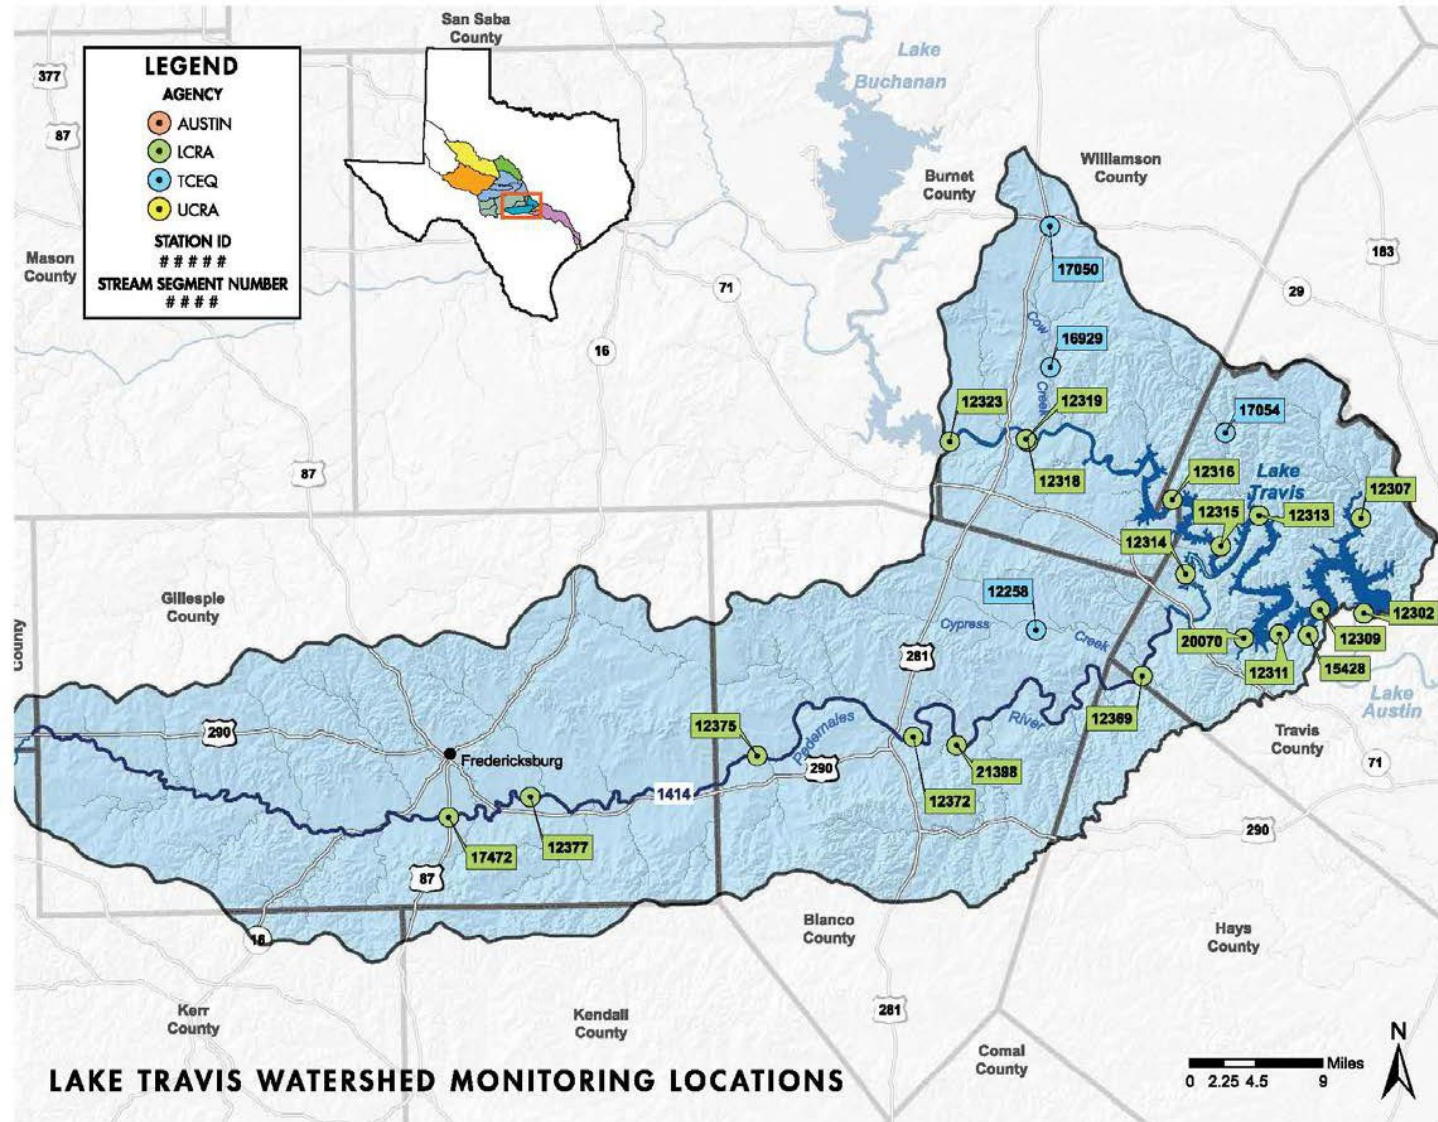 San Saba
County
Lake
Buchanan
LEGEND
AGENCY
AUSTIN
LCRA
TCEQ
UCRA
STATION ID
# # # # #
STREAM SEGMENT NUMBER
# # # #
377
87
Mason
County
Burnet
County
Williamson
County
183
29
71
16
87
17050
Cow
Creek
16929
12323
12319
17054
12318
12316
Lake
Travis
12307
12315
12313
12314
Gillespie
County
County
12258
Cypress
Creek
281
20070
12302
12309
12311
15428
Lake
Austin
12369
12375
Pedernales
River
290
Fredericksburg
290
21398
Travis
County
71
1414
12372
12377
17472
87
290
16
Blanco
County
Hays
County
Kerr
County
Kendall
County
281
Comal
County
N
Miles
0 2.25 4.5 9
LAKE TRAVIS WATERSHED MONITORING LOCATIONS